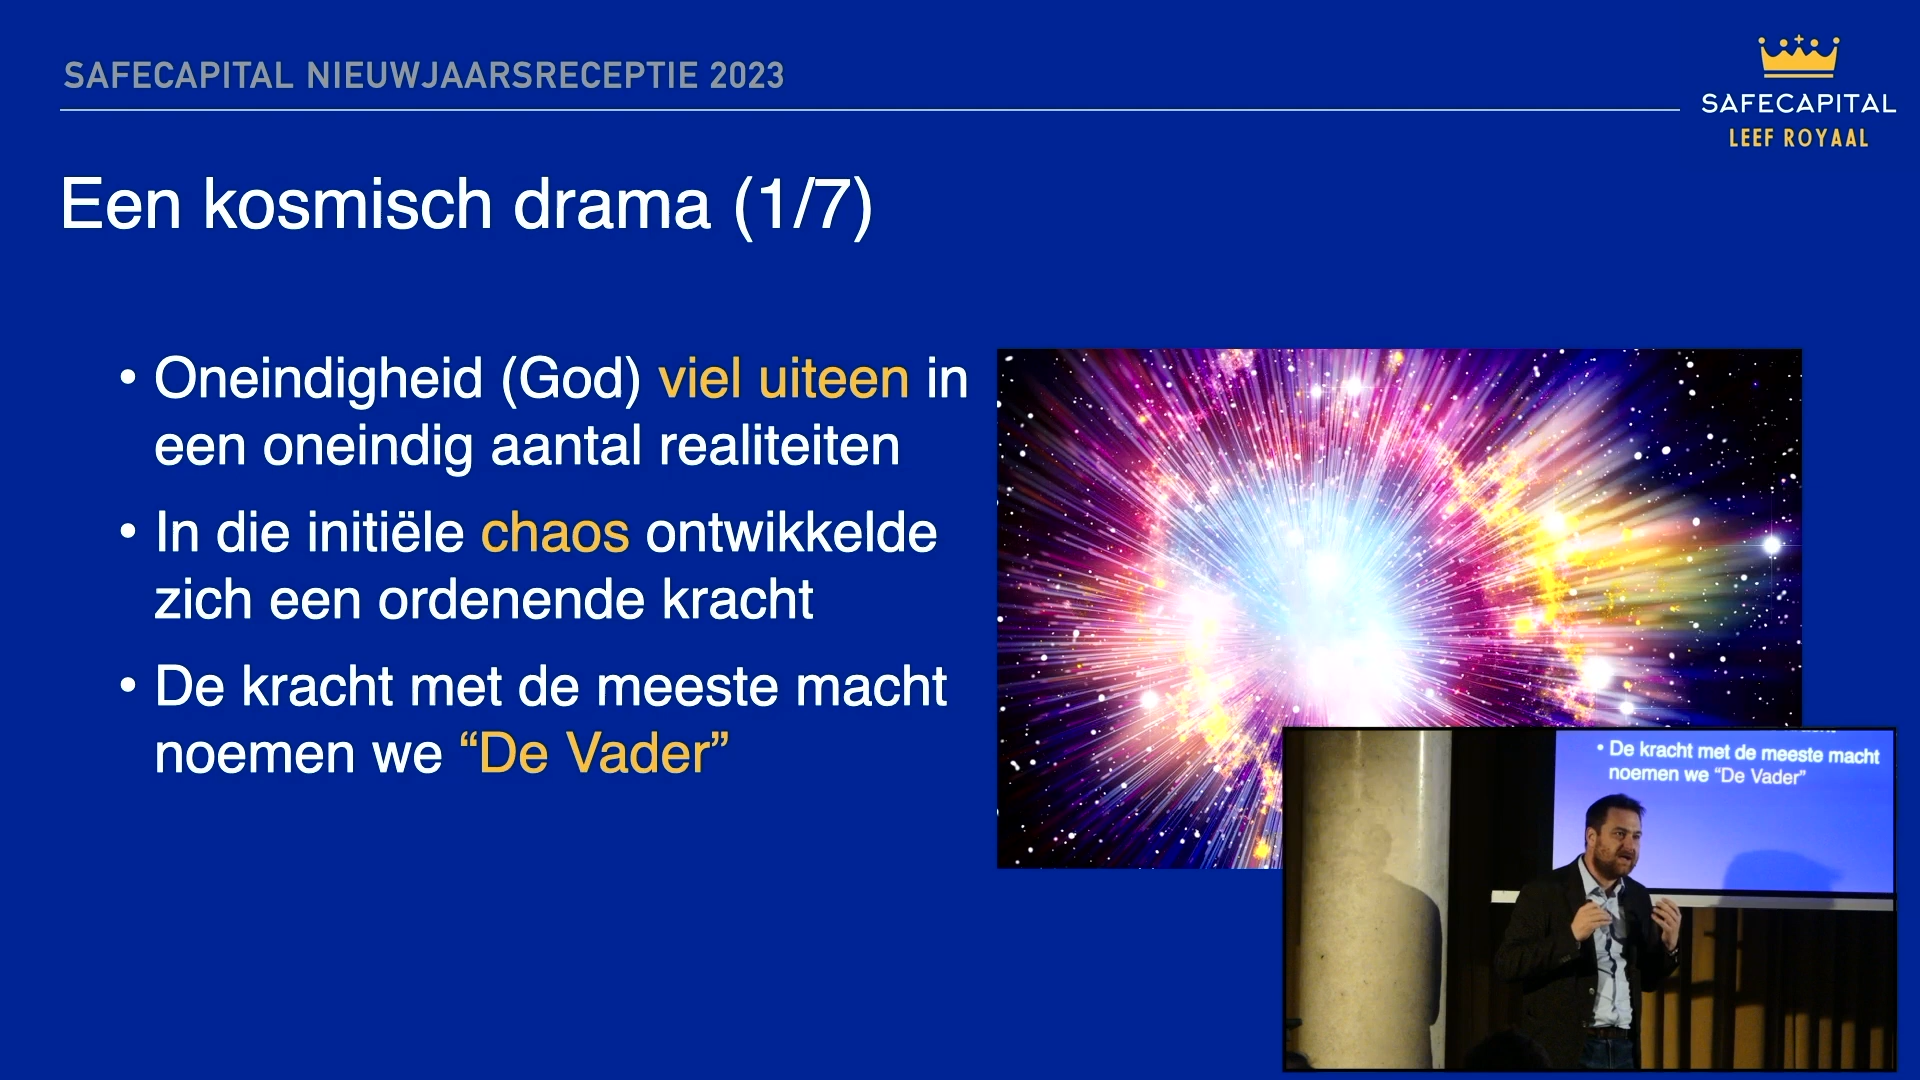 SAFECAPITAL NIEUWJAARSRECEPTIE 2023
SAFECAPITAL
LEEF ROYAAL
Een kosmisch drama (1/7)
• Oneindigheid (God) viel uiteen in
een oneindig aantal realiteiten
• In die initiële chaos ontwikkelde
zich een ordenende kracht
• De kracht met de meeste macht
noemen we “De Vader”
• De kracht met de meeste macht
noemen we “De Vader”